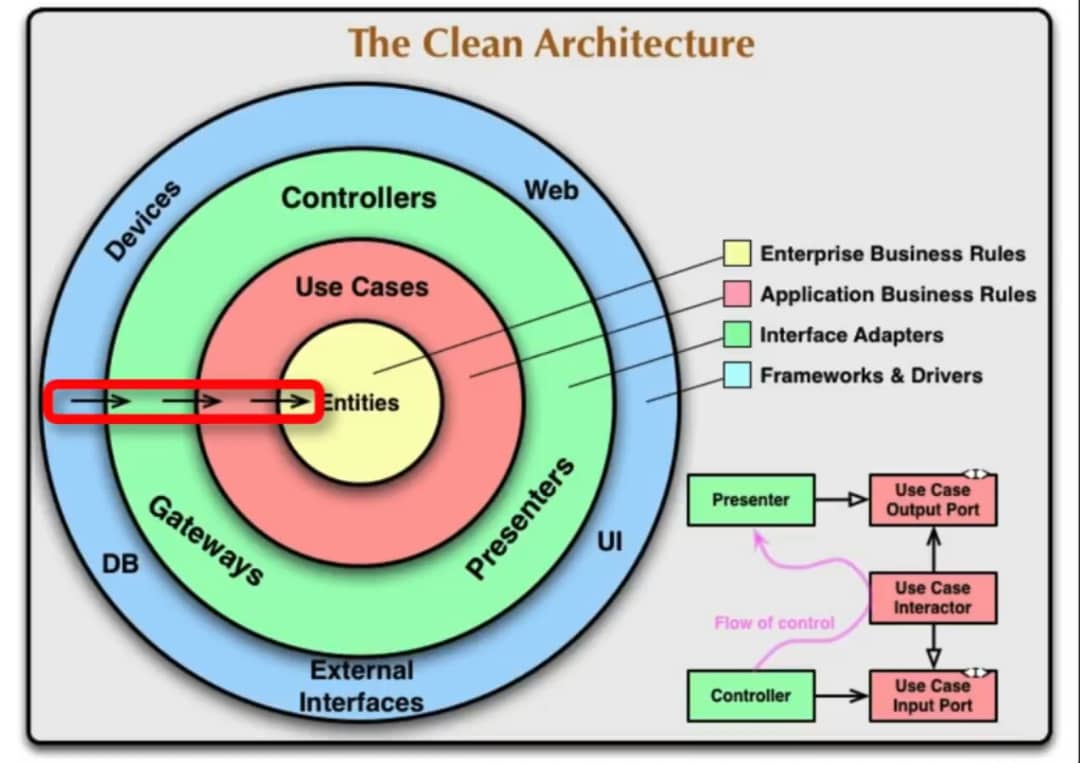 The Clean Architecture
Devices
Web
Controllers
Use Cases
Entities
Gateways
Presenters
DB
UI
External
Interfaces
Enterprise Business Rules
Application Business Rules
Interface Adapters
Frameworks & Drivers
Presenter
<I>
Use Case
Output Port
Use Case
Interactor
Flow of control
Controller
<I>
Use Case
Input Port